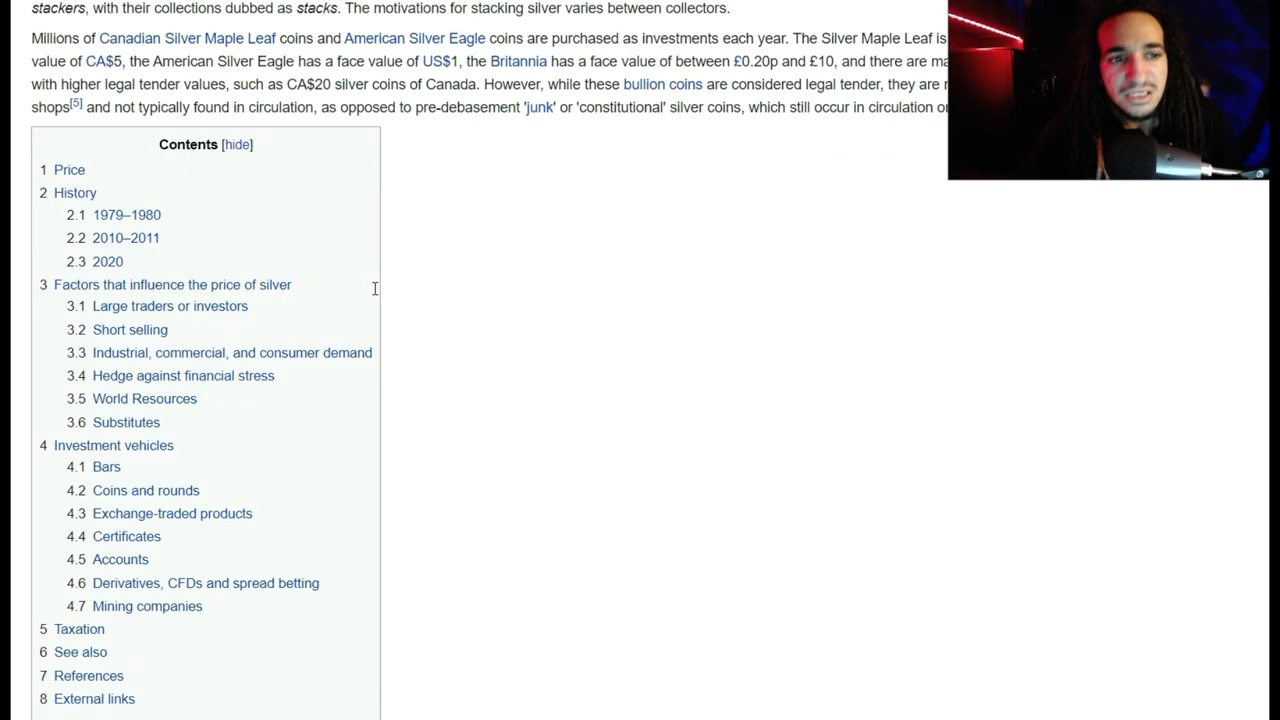 stackers, with their collections dubbed as stacks. The motivations for stacking silver varies between collectors.
Millions of Canadian Silver Maple Leaf coins and American Silver Eagle coins are purchased as investments each year. The Silver Maple Leaf is
value of CA$5, the American Silver Eagle has a face value of US$1, the Britannia has a face value of between £0.20p and £10, and there are
with higher legal tender values, such as CA$20 silver coins of Canada. However, while these bullion coins are considered legal tender, they are
shops[5] and not typically found in circulation, as opposed to pre-debasement 'junk' or 'constitutional' silver coins, which still occur in circulation
Contents [hide]
1 Price
2 History
2.1 1979–1980
2.2 2010–2011
2.3 2020
3 Factors that influence the price of silver
3.1 Large traders or investors
3.2 Short selling
3.3 Industrial, commercial, and consumer demand
3.4 Hedge against financial stress
3.5 World Resources
3.6 Substitutes
4 Investment vehicles
4.1 Bars
4.2 Coins and rounds
4.3 Exchange-traded products
4.4 Certificates
4.5 Accounts
4.6 Derivatives, CFDs and spread betting
4.7 Mining companies
5 Taxation
6 See also
7 References
8 External links